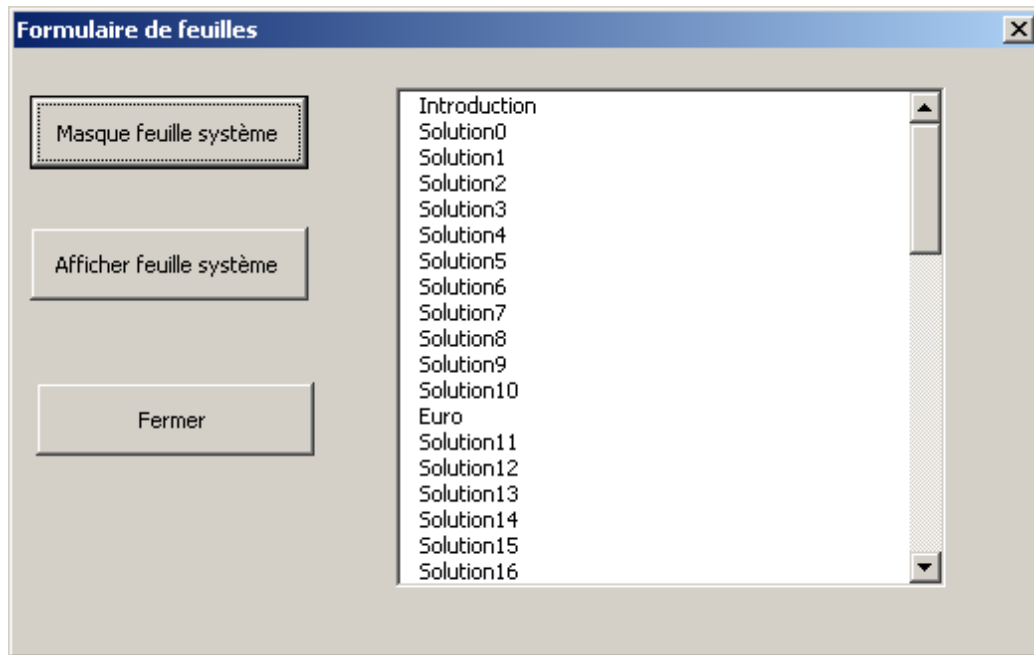 Formulaire de feuilles
Masque feuille système
Afficher feuille système
Fermer
Introduction
Solution0
Solution1
Solution2
Solution3
Solution4
Solution5
Solution6
Solution7
Solution8
Solution9
Solution10
Euro
Solution11
Solution12
Solution13
Solution14
Solution15
Solution16